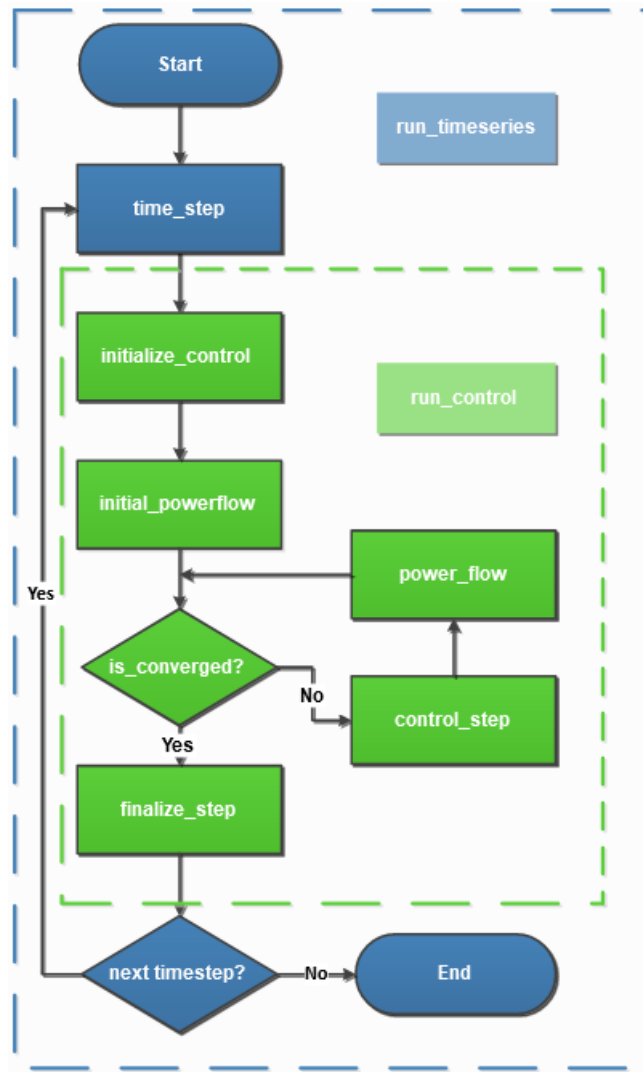 Start
run_timeseries
time_step
initialize_control
run_control
initial_powerflow
power_flow
Yes
is_converged?
No
control_step
Yes
finalize_step
next timestep?
No
End